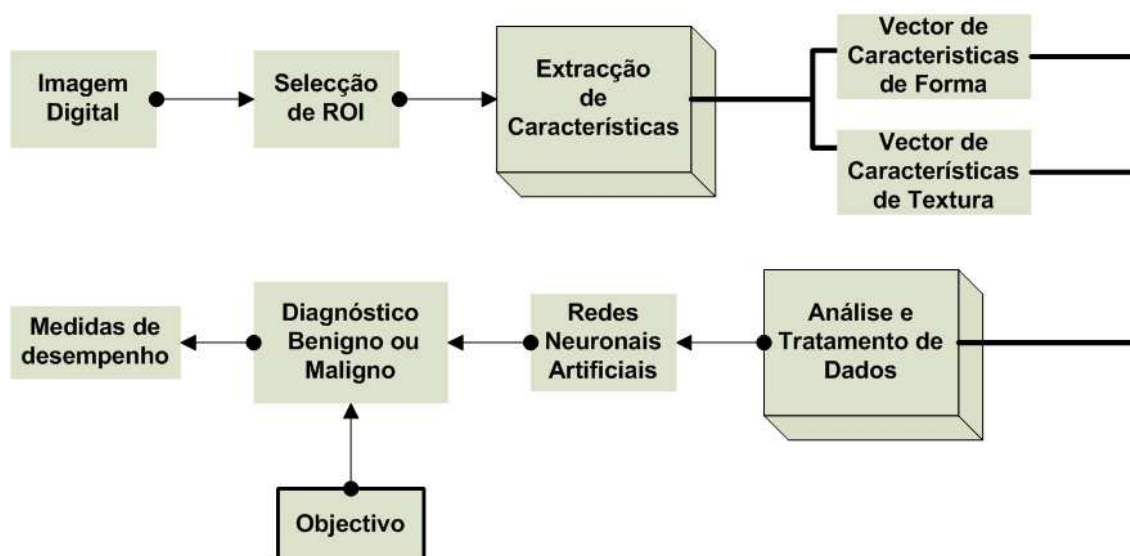 Imagem
Digital
Selecção
de ROI
Extracção
de
Características
Vector de
Caracteristicas
de Forma
Vector de
Características
de Textura
Medidas de
desempenho
Diagnóstico
Benigno ou
Maligno
Redes
Neuronais
Artificiais
Análise e
Tratamento de
Dados
Objectivo